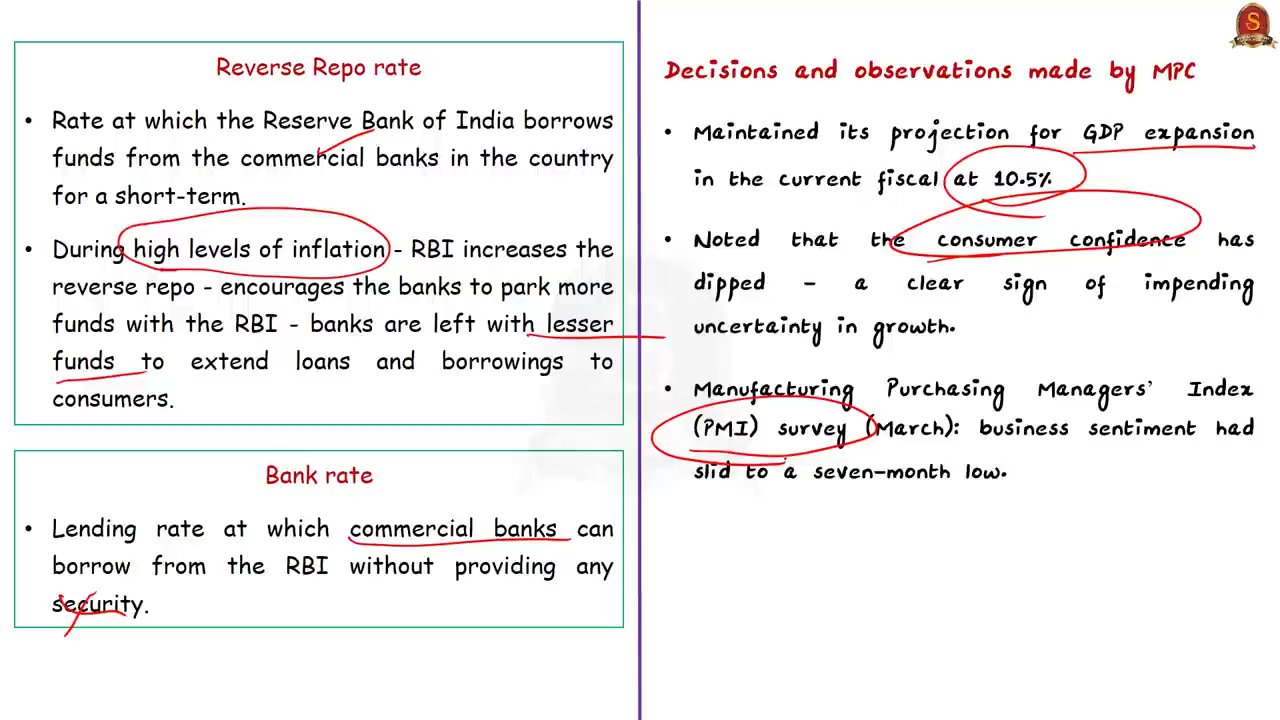 Reverse Repo rate
• Rate at which the Reserve Bank of India borrows
funds from the commercial banks in the country
for a short-term.
• During high levels of inflation - RBI increases the
reverse repo - encourages the banks to park more
funds with the RBI - banks are left with lesser
funds to extend loans and borrowings to
consumers.
Bank rate
• Lending rate at which commercial banks can
borrow from the RBI without providing any
security.
Decisions and observations made by MPC
• Maintained its projection for GDP expansion
in the current fiscal at 10.5%
• Noted that the consumer confidence has
dipped – a clear sign of impending
uncertainty in growth.
• Manufacturing Purchasing Managers' Index
(PMI) survey (March): business sentiment had
slid to a seven-month low.